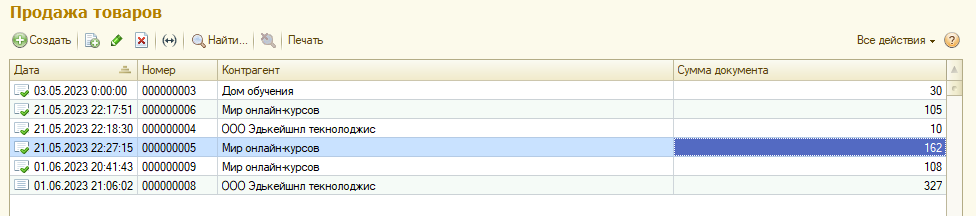 Продажа товаров
Создать Найти... Печать Все действия
Дата Номер Контрагент Сумма документа
03.05.2023 0:00:00 000000003 Дом обучения 30
21.05.2023 22:17:51 000000006 Мир онлайн-курсов 105
21.05.2023 22:18:30 000000004 ООО Эдькейшнл текнолоджис 10
21.05.2023 22:27:15 000000005 Мир онлайн-курсов 162
01.06.2023 20:41:43 000000009 Мир онлайн-курсов 108
01.06.2023 21:06:02 000000008 ООО Эдькейшнл текнолоджис 327